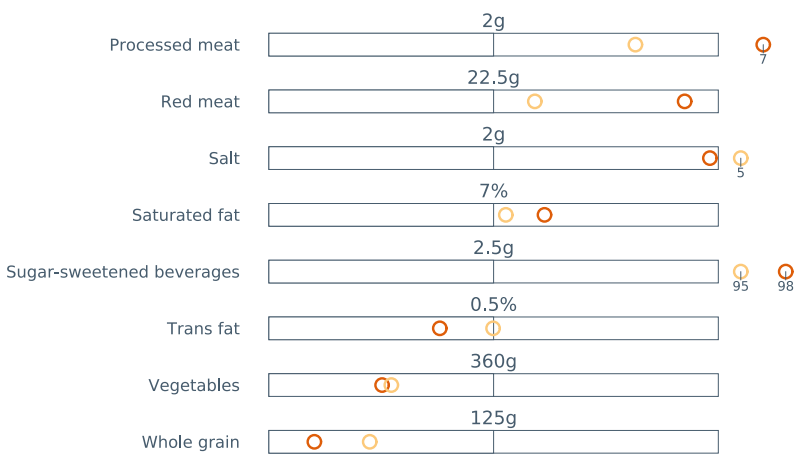 2g
Processed meat
7
22.5g
Red meat
2g
Salt
5
7%
Saturated fat
2.5g
Sugar-sweetened beverages
95 98
0.5%
Trans fat
360g
Vegetables
125g
Whole grain